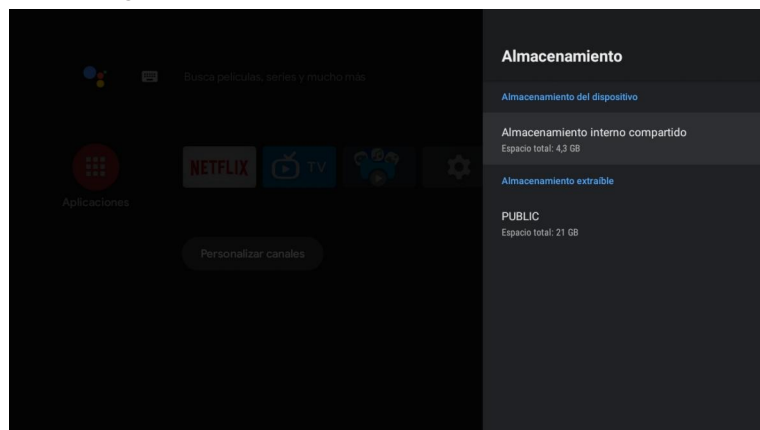 Almacenamiento
Busca películas, series y mucho más
Almacenamiento del dispositivo
Almacenamiento interno compartido
Espacio total: 4,3 GB
NETFLIX
TV
Almacenamiento extraíble
Aplicaciones
PUBLIC
Espacio total: 21 GB
Personalizar canales